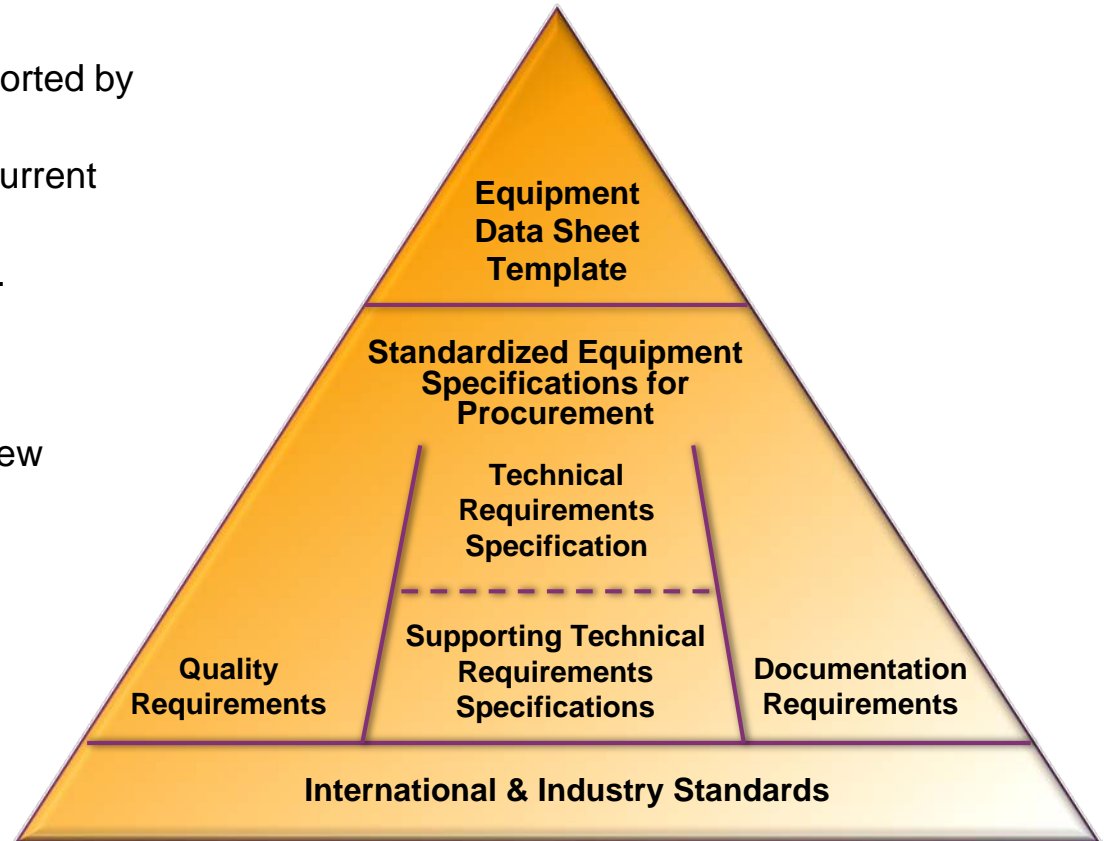 orted by
urrent
.
ew
Equipment
Data Sheet
Template
Standardized Equipment
Specifications for
Procurement
Technical
Requirements
Specification
Supporting Technical
Requirements
Specifications
Quality
Requirements
Documentation
Requirements
International & Industry Standards